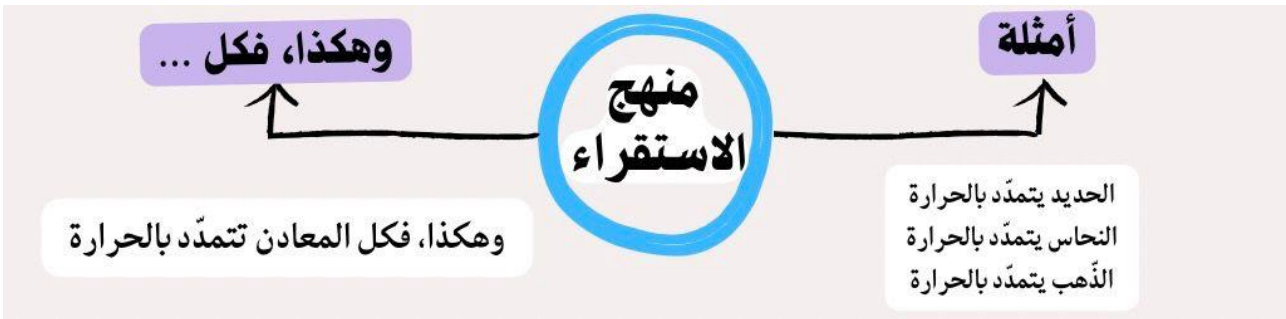 أمثلة
وهكذا، فكل ...
منهج
الاستقراء
الحديد يتمدّد بالحرارة
النحاس يتمدّد بالحرارة
الذّهب يتمدّد بالحرارة
وهكذا، فكل المعادن تتمدّد بالحرارة